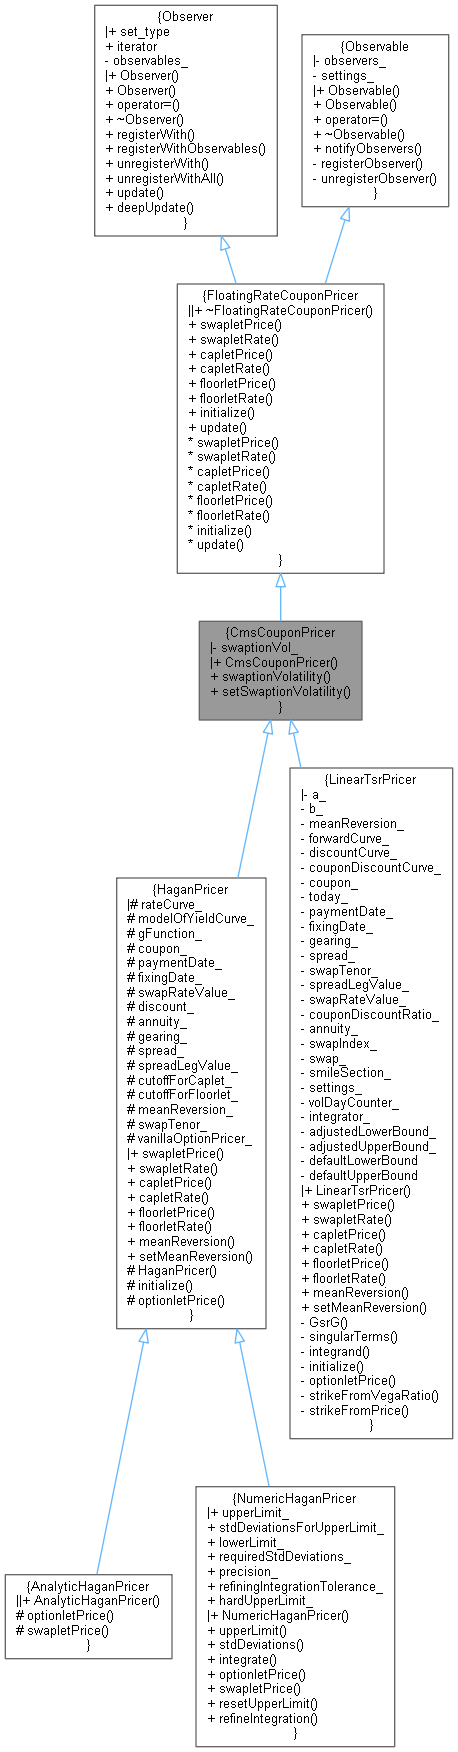 {Observer
|+ set_type
+ iterator
- observables_
|+ Observer()
+ Observer()
+ operator=()
+ ~Observer()
+ registerWith()
+ registerWithObservables()
+ unregisterWith()
+ unregisterWithAll()
+ update()
+ deepUpdate()
}
{Observable
|- observers_
- settings_
|+ Observable()
+ Observable()
+ operator=()
+ ~Observable()
+ notifyObservers()
- registerObserver()
- unregisterObserver()
}
{FloatingRateCouponPricer
||+ ~FloatingRateCouponPricer()
+ swapletPrice()
+ swapletRate()
+ capletPrice()
+ capletRate()
+ floorletPrice()
+ floorletRate()
+ initialize()
+ update()
* swapletPrice()
* swapletRate()
* capletPrice()
* capletRate()
* floorletPrice()
* floorletRate()
* initialize()
* update()
}
{CmsCouponPricer
|- swaptionVol_
|+ CmsCouponPricer()
+ swaptionVolatility()
+ setSwaptionVolatility()
}
{LinearTsrPricer
|- a_
- b_
- meanReversion_
- forwardCurve_
- discountCurve_
- couponDiscountCurve_
- coupon_
- today_
- paymentDate_
- fixingDate_
- gearing_
- spread_
- swapTenor_
- spreadLegValue_
- swapRateValue_
- couponDiscountRatio_
- annuity_
- swapIndex_
- swap_
- smileSection_
- settings_
- volDayCounter_
- integrator_
- adjustedLowerBound_
- adjustedUpperBound_
- defaultLowerBound
- defaultUpperBound
|+ LinearTsrPricer()
+ swapletPrice()
+ swapletRate()
+ capletPrice()
+ capletRate()
+ floorletPrice()
+ floorletRate()
+ meanReversion()
+ setMeanReversion()
- GsrG()
- singularTerms()
- integrand()
- initialize()
- optionletPrice()
- strikeFromVegaRatio()
- strikeFromPrice()
}
{HaganPricer
|# rateCurve_
# modelOfYieldCurve_
# gFunction_
# coupon_
# paymentDate_
# fixingDate_
# swapRateValue_
# discount_
# annuity_
# gearing_
# spread_
# spreadLegValue_
# cutoffForCaplet_
# cutoffForFloorlet_
# meanReversion_
# swapTenor_
# vanillaOptionPricer_
|+ swapletPrice()
+ swapletRate()
+ capletPrice()
+ capletRate()
+ floorletPrice()
+ floorletRate()
+ meanReversion()
+ setMeanReversion()
# HaganPricer()
# initialize()
# optionletPrice()
}
{NumericHaganPricer
|+ upperLimit_
+ stdDeviationsForUpperLimit_
+ lowerLimit_
+ requiredStdDeviations_
+ precision_
+ refiningIntegrationTolerance_
+ hardUpperLimit_
|+ NumericHaganPricer()
+ upperLimit()
+ stdDeviations()
+ integrate()
+ optionletPrice()
+ swapletPrice()
+ resetUpperLimit()
+ refineIntegration()
}
{AnalyticHaganPricer
||+ AnalyticHaganPricer()
# optionletPrice()
# swapletPrice()
}